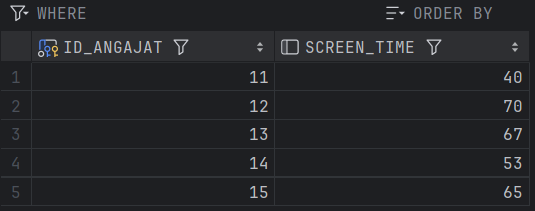 WHERE ORDER BY
ID_ANGAJAT SCREEN_TIME
1 11 40
2 12 70
3 13 67
4 14 53
5 15 65